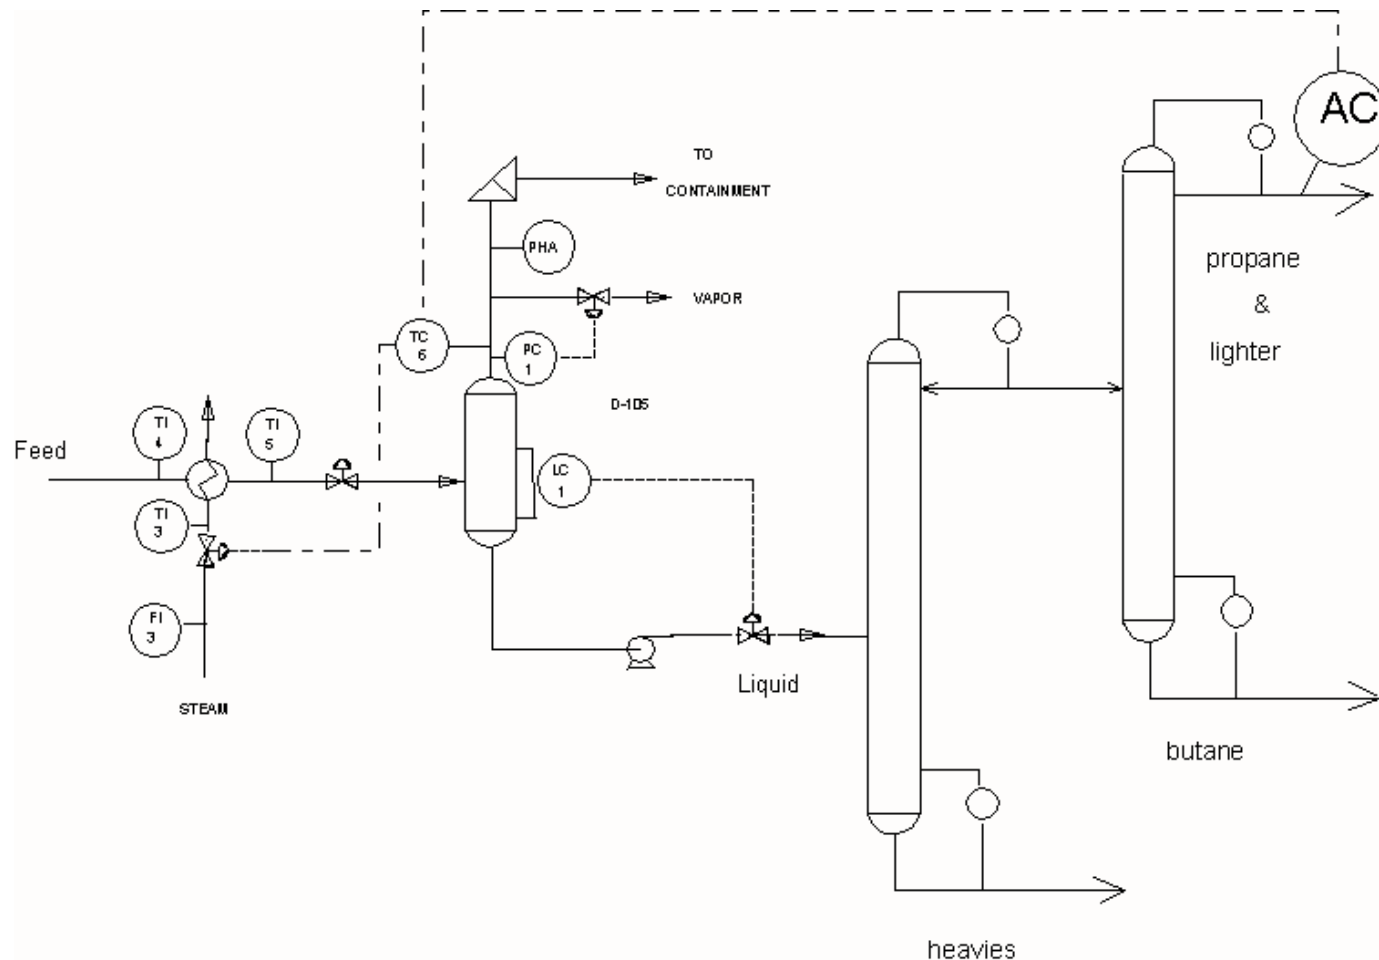 AC
TO
CONTAINMENT
PHA
propane
&
lighter
VAPOR
TC
6
PC
1
D-105
TI
4
TI
5
Feed
LC
1
TI
3
FI
3
Liquid
STEAM
butane
heavies